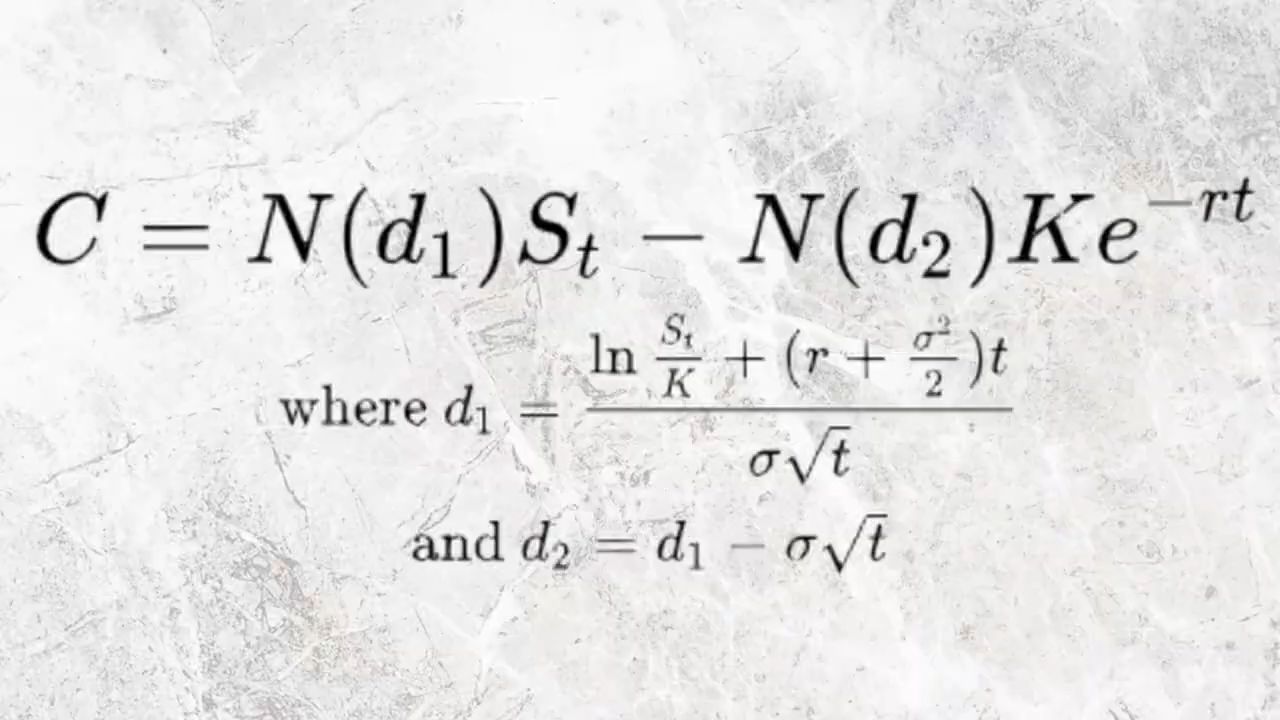 C = N(d₁)Sₜ − N(d₂)Ke⁻ʳᵗ
where d₁ = (ln Sₜ/K + (r + σ²/2)t) / (σ√t)
and d₂ = d₁ − σ√t